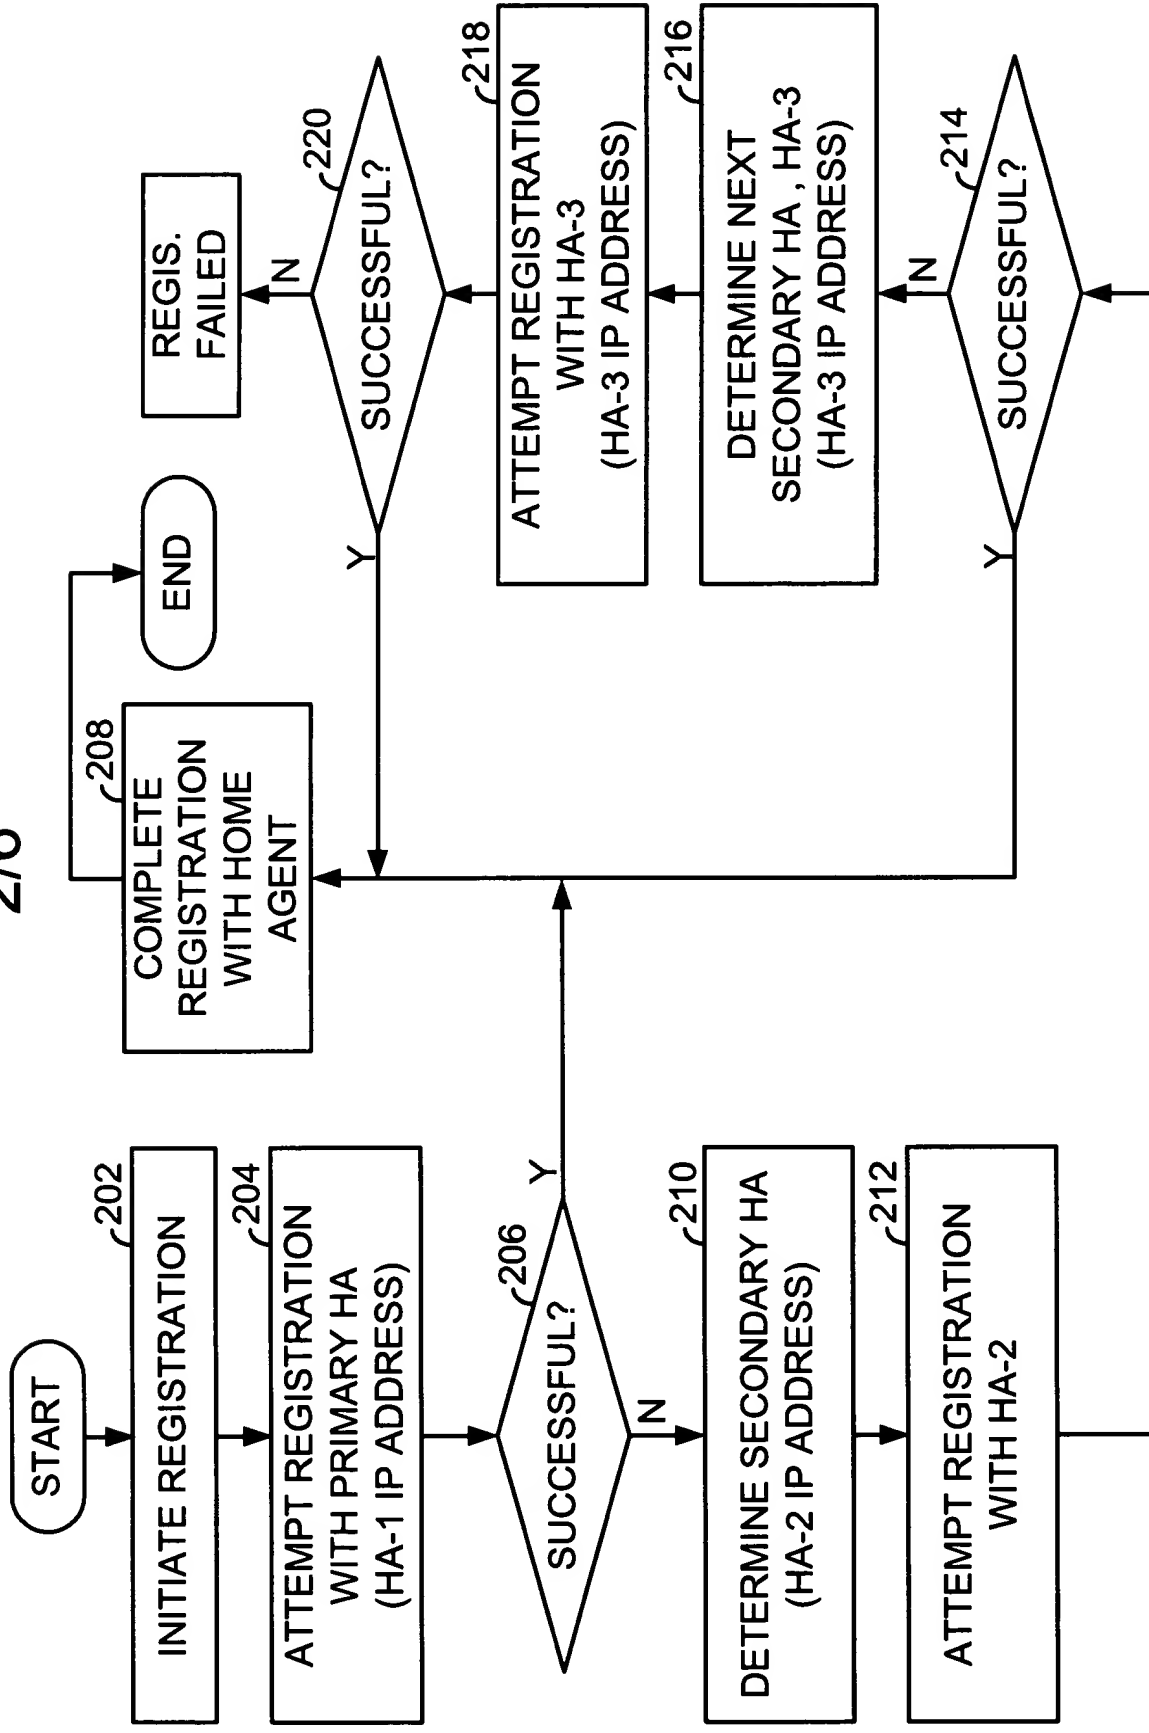 2/6
START
202
INITIATE REGISTRATION
204
ATTEMPT REGISTRATION
WITH PRIMARY HA
(HA-1 IP ADDRESS)
206
SUCCESSFUL?
Y
N
210
DETERMINE SECONDARY HA
(HA-2 IP ADDRESS)
212
ATTEMPT REGISTRATION
WITH HA-2
208
COMPLETE
REGISTRATION
WITH HOME
AGENT
END
REGIS.
FAILED
N
220
SUCCESSFUL?
Y
218
ATTEMPT REGISTRATION
WITH HA-3
(HA-3 IP ADDRESS)
216
DETERMINE NEXT
SECONDARY HA , HA-3
(HA-3 IP ADDRESS)
N
214
SUCCESSFUL?
Y